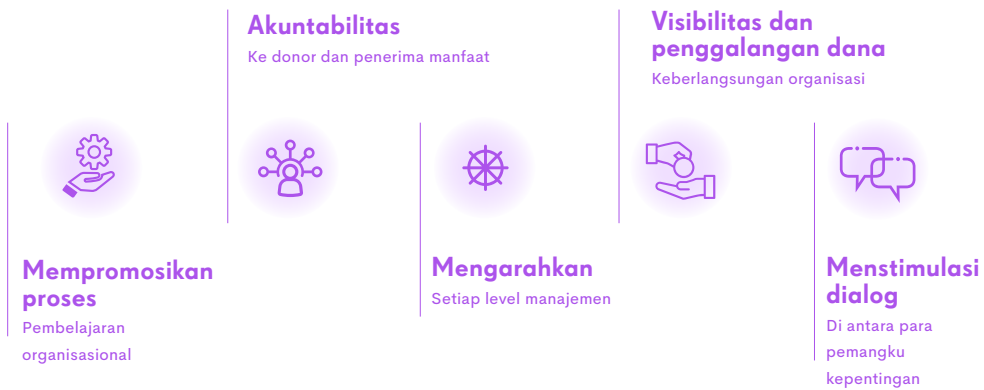 Mempromosikan
proses
Pembelajaran
organisasional
Akuntabilitas
Ke donor dan penerima manfaat
Mengarahkan
Setiap level manajemen
Visibilitas dan
penggalangan dana
Keberlangsungan organisasi
Menstimulasi
dialog
Di antara para
pemangku
kepentingan